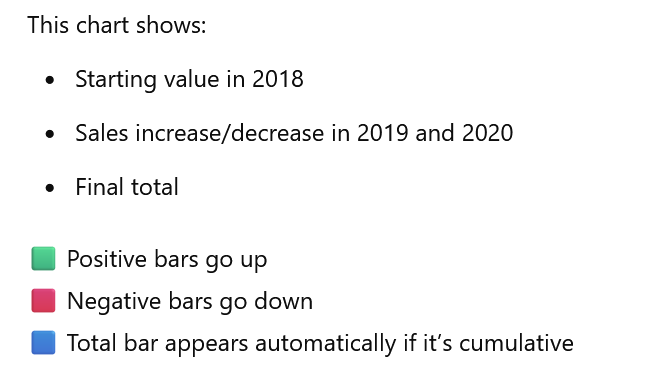 This chart shows:
• Starting value in 2018
• Sales increase/decrease in 2019 and 2020
• Final total
Positive bars go up
Negative bars go down
Total bar appears automatically if it’s cumulative